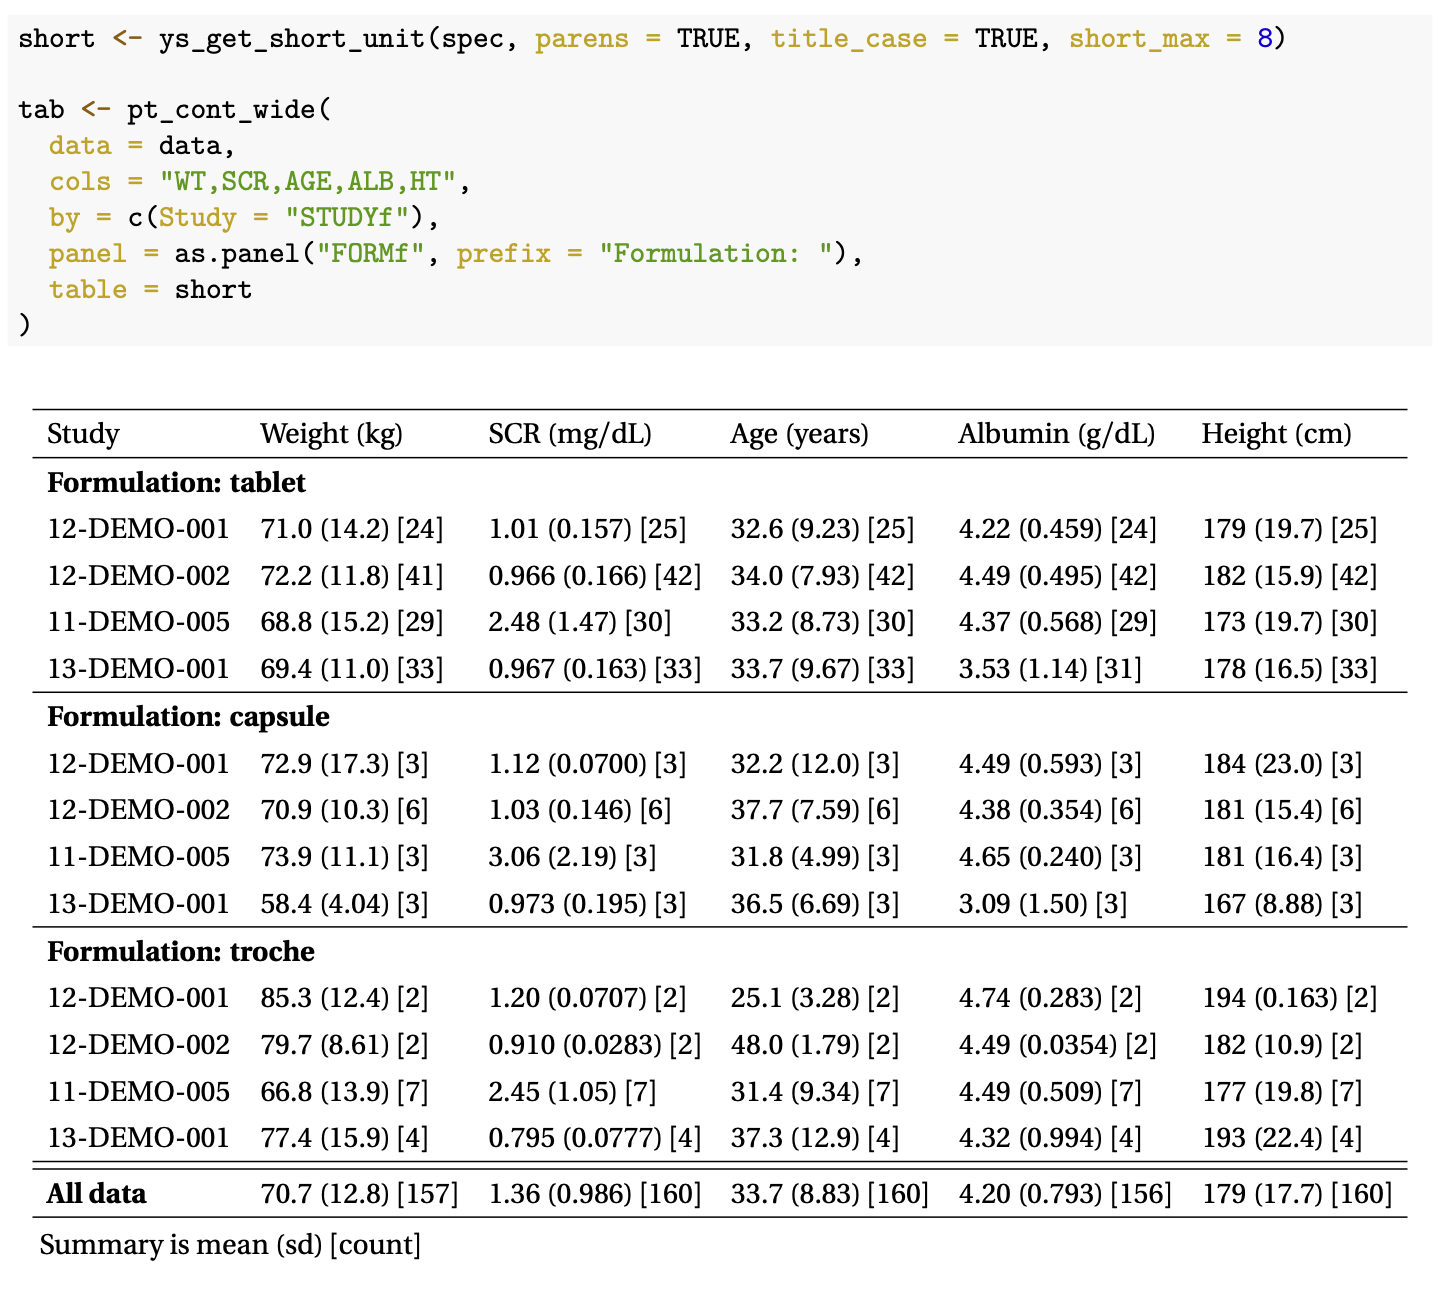 short <- ys_get_short_unit(spec, parens = TRUE, title_case = TRUE, short_max = 8)
tab <- pt_cont_wide(
  data = data,
  cols = "WT,SCR,AGE,ALB,HT",
  by = c(Study = "STUDYf"),
  panel = as.panel("FORMf", prefix = "Formulation: "),
  table = short
)
Study Weight (kg) SCR (mg/dL) Age (years) Albumin (g/dL) Height (cm)
Formulation: tablet
12-DEMO-001 71.0 (14.2) [24] 1.01 (0.157) [25] 32.6 (9.23) [25] 4.22 (0.459) [24] 179 (19.7) [25]
12-DEMO-002 72.2 (11.8) [41] 0.966 (0.166) [42] 34.0 (7.93) [42] 4.49 (0.495) [42] 182 (15.9) [42]
11-DEMO-005 68.8 (15.2) [29] 2.48 (1.47) [30] 33.2 (8.73) [30] 4.37 (0.568) [29] 173 (19.7) [30]
13-DEMO-001 69.4 (11.0) [33] 0.967 (0.163) [33] 33.7 (9.67) [33] 3.53 (1.14) [31] 178 (16.5) [33]
Formulation: capsule
12-DEMO-001 72.9 (17.3) [3] 1.12 (0.0700) [3] 32.2 (12.0) [3] 4.49 (0.593) [3] 184 (23.0) [3]
12-DEMO-002 70.9 (10.3) [6] 1.03 (0.146) [6] 37.7 (7.59) [6] 4.38 (0.354) [6] 181 (15.4) [6]
11-DEMO-005 73.9 (11.1) [3] 3.06 (2.19) [3] 31.8 (4.99) [3] 4.65 (0.240) [3] 181 (16.4) [3]
13-DEMO-001 58.4 (4.04) [3] 0.973 (0.195) [3] 36.5 (6.69) [3] 3.09 (1.50) [3] 167 (8.88) [3]
Formulation: troche
12-DEMO-001 85.3 (12.4) [2] 1.20 (0.0707) [2] 25.1 (3.28) [2] 4.74 (0.283) [2] 194 (0.163) [2]
12-DEMO-002 79.7 (8.61) [2] 0.910 (0.0283) [2] 48.0 (1.79) [2] 4.49 (0.0354) [2] 182 (10.9) [2]
11-DEMO-005 66.8 (13.9) [7] 2.45 (1.05) [7] 31.4 (9.34) [7] 4.49 (0.509) [7] 177 (19.8) [7]
13-DEMO-001 77.4 (15.9) [4] 0.795 (0.0777) [4] 37.3 (12.9) [4] 4.32 (0.994) [4] 193 (22.4) [4]
All data 70.7 (12.8) [157] 1.36 (0.986) [160] 33.7 (8.83) [160] 4.20 (0.793) [156] 179 (17.7) [160]
Summary is mean (sd) [count]